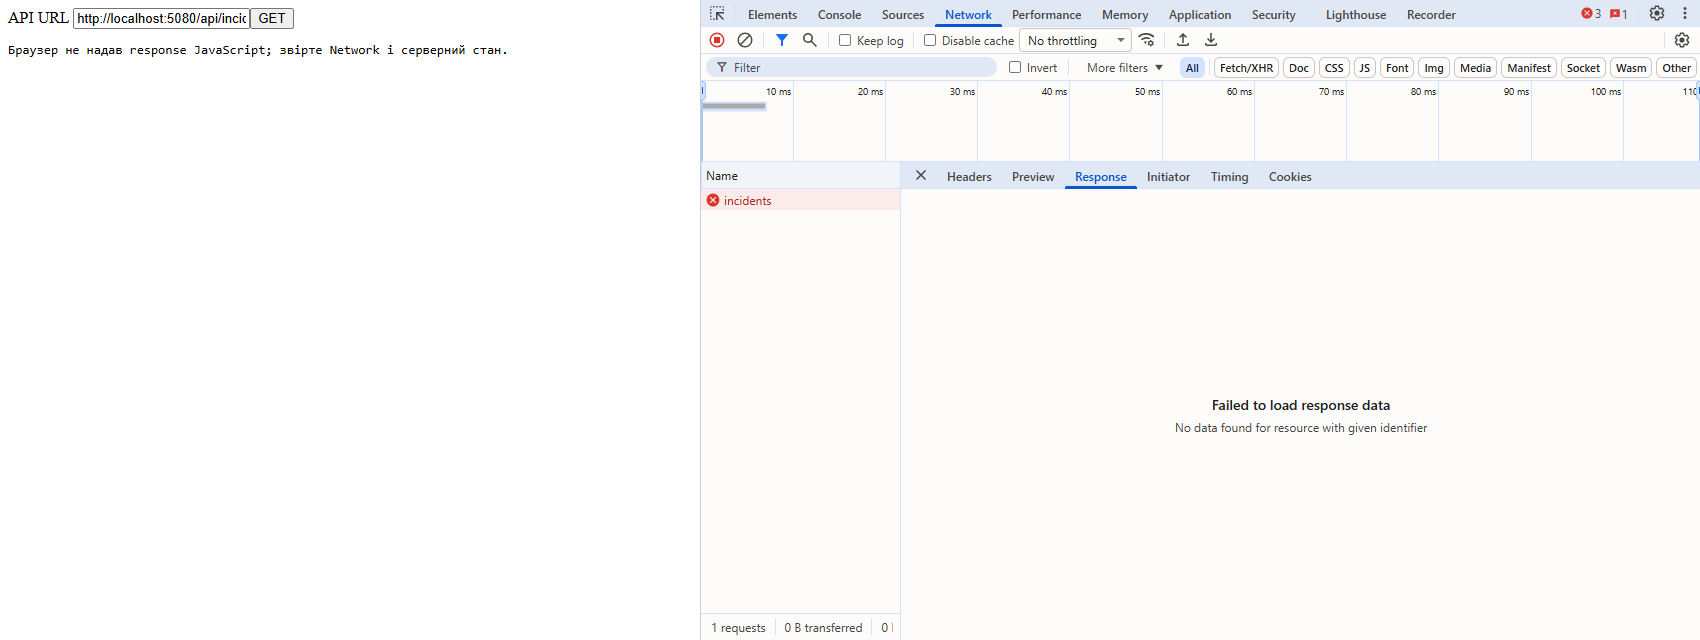 API URL http://localhost:5080/api/incic GET
Браузер не надав response JavaScript; звірте Network і серверний стан.
Elements Console Sources Network Performance Memory Application Security Lighthouse Recorder 3 1
Keep log Disable cache No throttling
Filter Invert More filters All Fetch/XHR Doc CSS JS Font Img Media Manifest Socket Wasm Other
10 ms 20 ms 30 ms 40 ms 50 ms 60 ms 70 ms 80 ms 90 ms 100 ms 110
Name
incidents
Headers Preview Response Initiator Timing Cookies
Failed to load response data
No data found for resource with given identifier
1 requests 0 B transferred 0